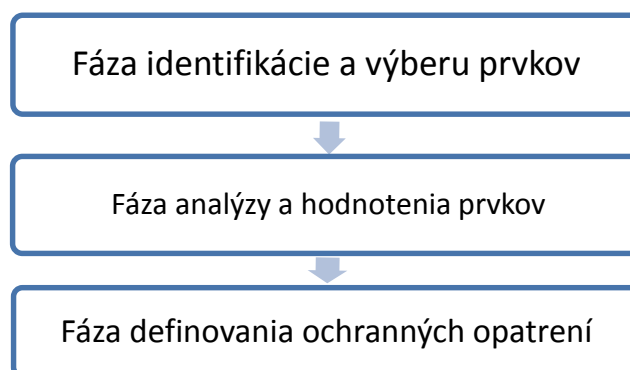 Fáza identifikácie a výberu prvkov
Fáza analýzy a hodnotenia prvkov
Fáza definovania ochranných opatrení